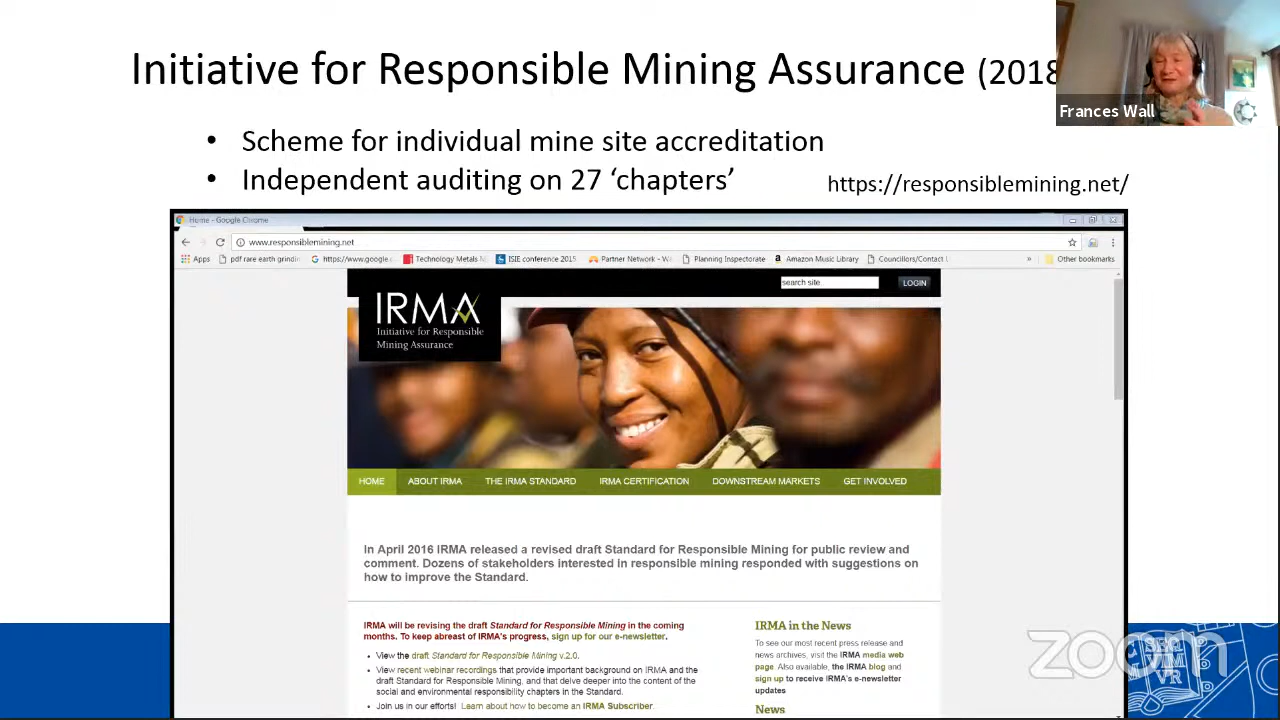 Initiative for Responsible Mining Assurance (2018
Frances Wall
• Scheme for individual mine site accreditation
• Independent auditing on 27 ‘chapters’
https://responsiblemining.net/
Home - Google Chrome
www.responsiblemining.net
Apps pdf rare earth grindin https://www.google.c Technology Metals ISIE conference 2015 Partner Network - W Planning Inspectorate Amazon Music Library Councillors/Contact » Other bookmarks
search site.. LOGIN
IRMA
Initiative for Responsible
Mining Assurance
HOME ABOUT IRMA THE IRMA STANDARD IRMA CERTIFICATION DOWNSTREAM MARKETS GET INVOLVED
In April 2016 IRMA released a revised draft Standard for Responsible Mining for public review and
comment. Dozens of stakeholders interested in responsible mining responded with suggestions on
how to improve the Standard.
IRMA will be revising the draft Standard for Responsible Mining in the coming
months. To keep abreast of IRMA's progress, sign up for our e-newsletter.
• View the draft Standard for Responsible Mining v.2.0.
• View recent webinar recordings that provide important background on IRMA and the
draft Standard for Responsible Mining, and that delve deeper into the content of the
social and environmental responsibility chapters in the Standard.
• Join us in our efforts! Learn about how to become an IRMA Subscriber.
IRMA in the News
To see our most recent press release and
news archives, visit the IRMA media web
page. Also available, the IRMA blog and
sign up to receive IRMA's e-newsletter
updates
News
zoom